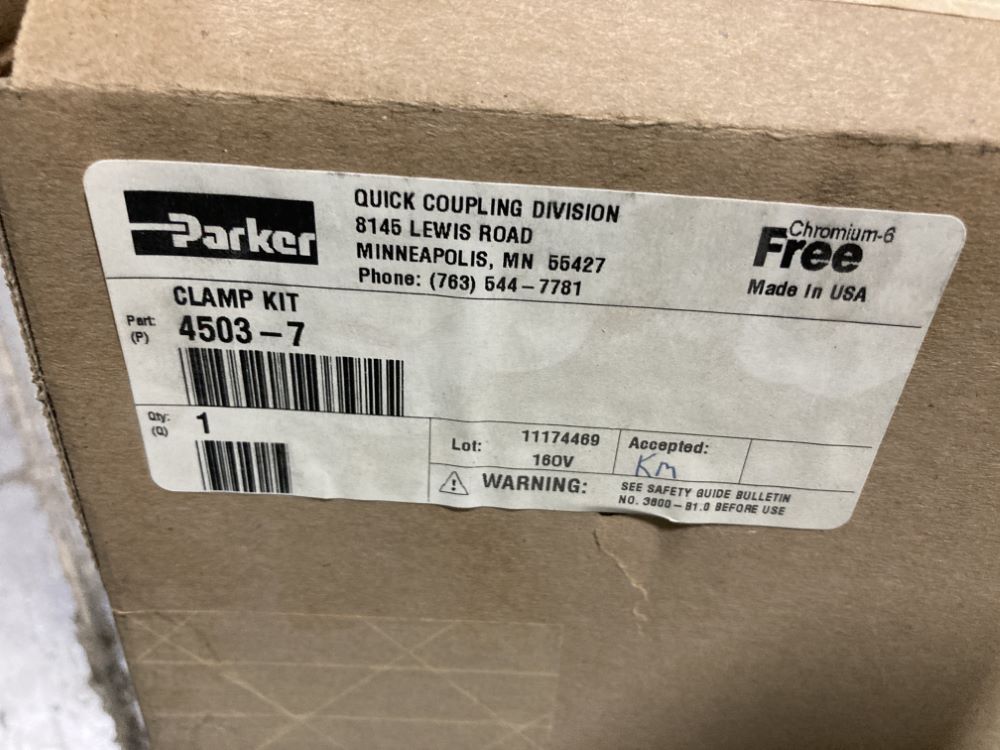 Parker
QUICK COUPLING DIVISION
8145 LEWIS ROAD
MINNEAPOLIS, MN 55427
Phone: (763) 544-7781
Chromium-6
Free
Made In USA
CLAMP KIT
Part: 4503-7
(P)
Qty: 1
(Q)
Lot: 11174469
160V
Accepted:
KM
WARNING:
SEE SAFETY GUIDE BULLETIN
NO. 3800-B1.0 BEFORE USE